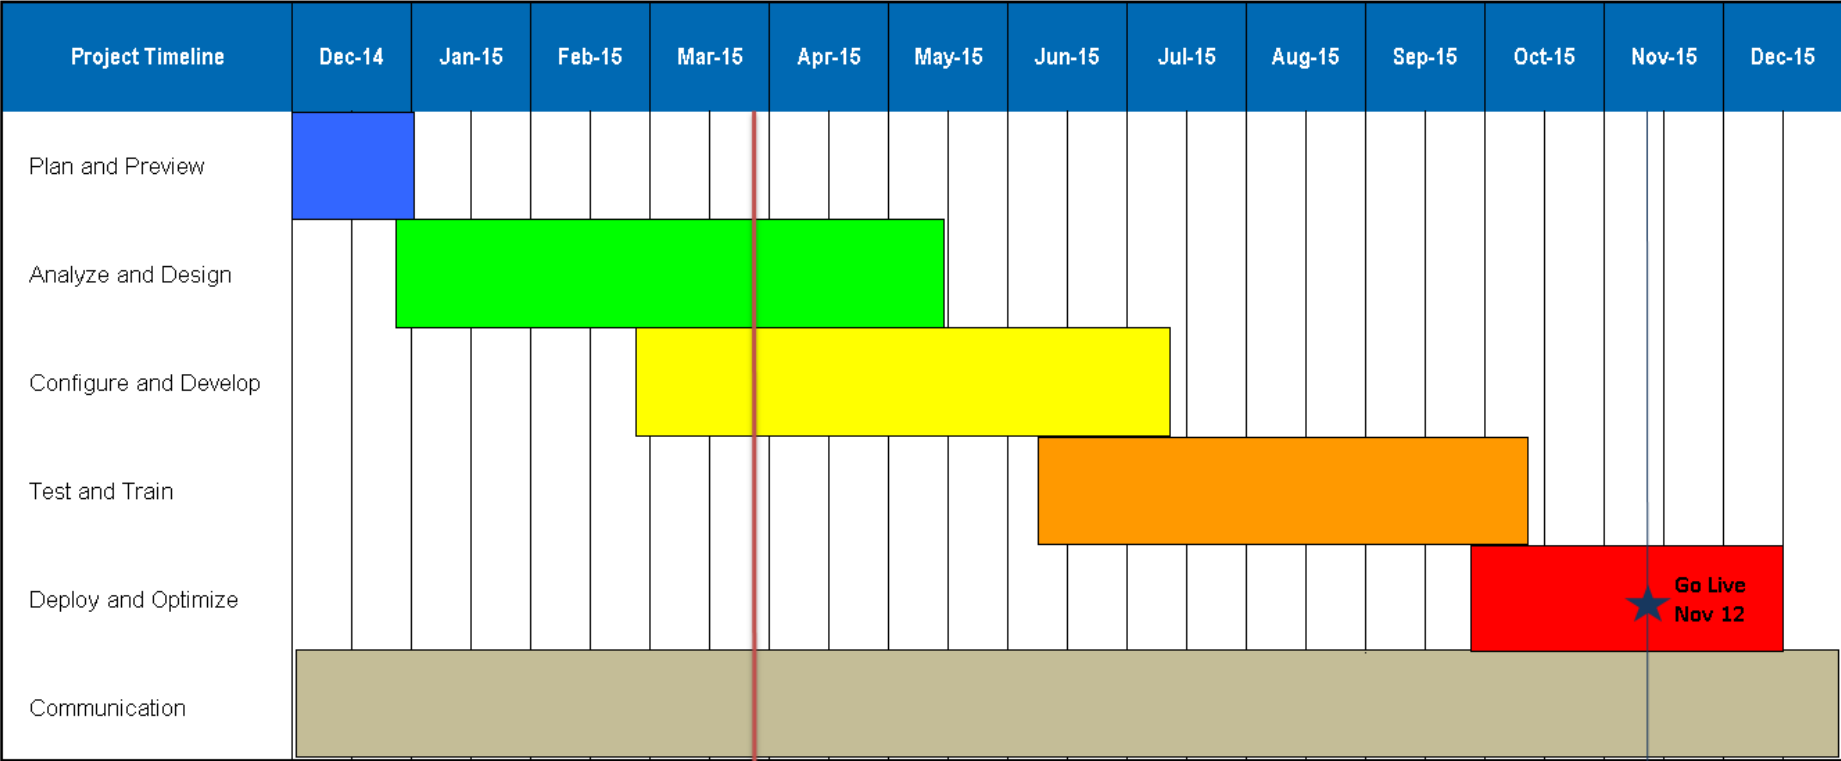 Project Timeline Dec-14 Jan-15 Feb-15 Mar-15 Apr-15 May-15 Jun-15 Jul-15 Aug-15 Sep-15 Oct-15 Nov-15 Dec-15
Plan and Preview
Analyze and Design
Configure and Develop
Test and Train
Deploy and Optimize
Go Live
Nov 12
Communication